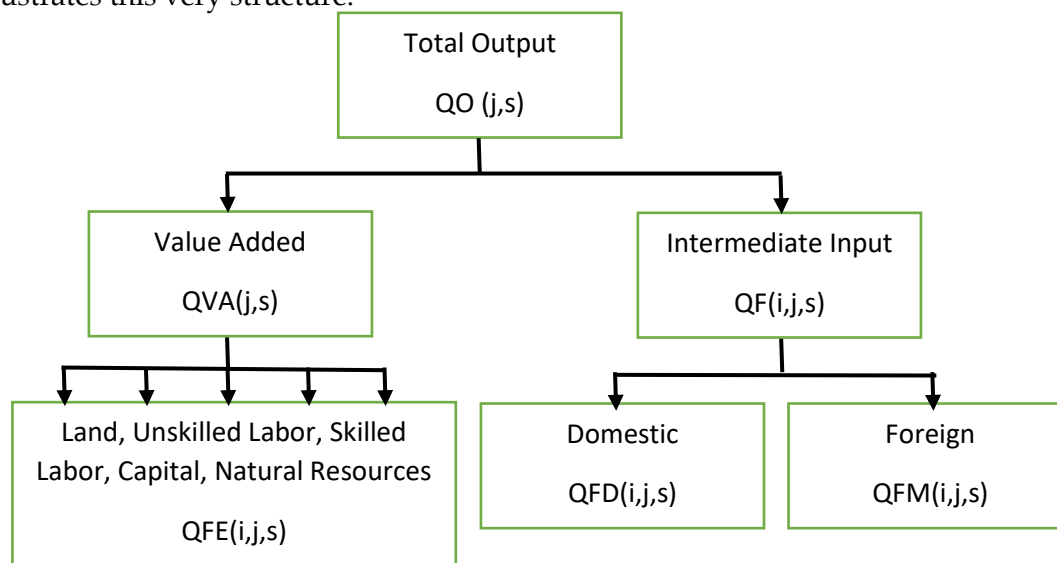 ustrates this very structure.
Total Output
QO (j,s)
Value Added
QVA(j,s)
Intermediate Input
QF(i,j,s)
Land, Unskilled Labor, Skilled
Labor, Capital, Natural Resources
QFE(i,j,s)
Domestic
QFD(i,j,s)
Foreign
QFM(i,j,s)